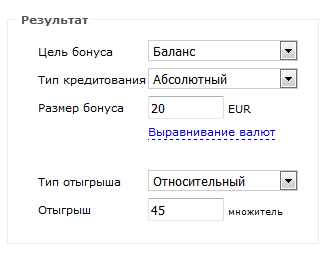 Результат
Цель бонуса Баланс
Тип кредитования Абсолютный
Размер бонуса 20 EUR
Выравнивание валют
Тип отыгрыша Относительный
Отыгрыш 45 множитель